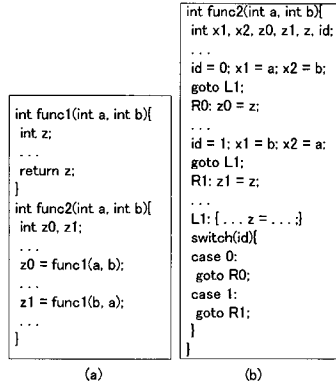 int func1(int a, int b){
int z;
. . .
return z;
}
int func2(int a, int b){
int z0, z1;
. . .
z0 = func1(a, b);
. . .
z1 = func1(b, a);
. . .
}
(a)
int func2(int a, int b){
int x1, x2, z0, z1, z, id;
. . .
id = 0; x1 = a; x2 = b;
goto L1;
R0: z0 = z;
. . .
id = 1; x1 = b; x2 = a;
goto L1;
R1: z1 = z;
. . .
L1: { . . . z = . . . ;}
switch(id){
case 0:
goto R0;
case 1:
goto R1;
}
}
(b)